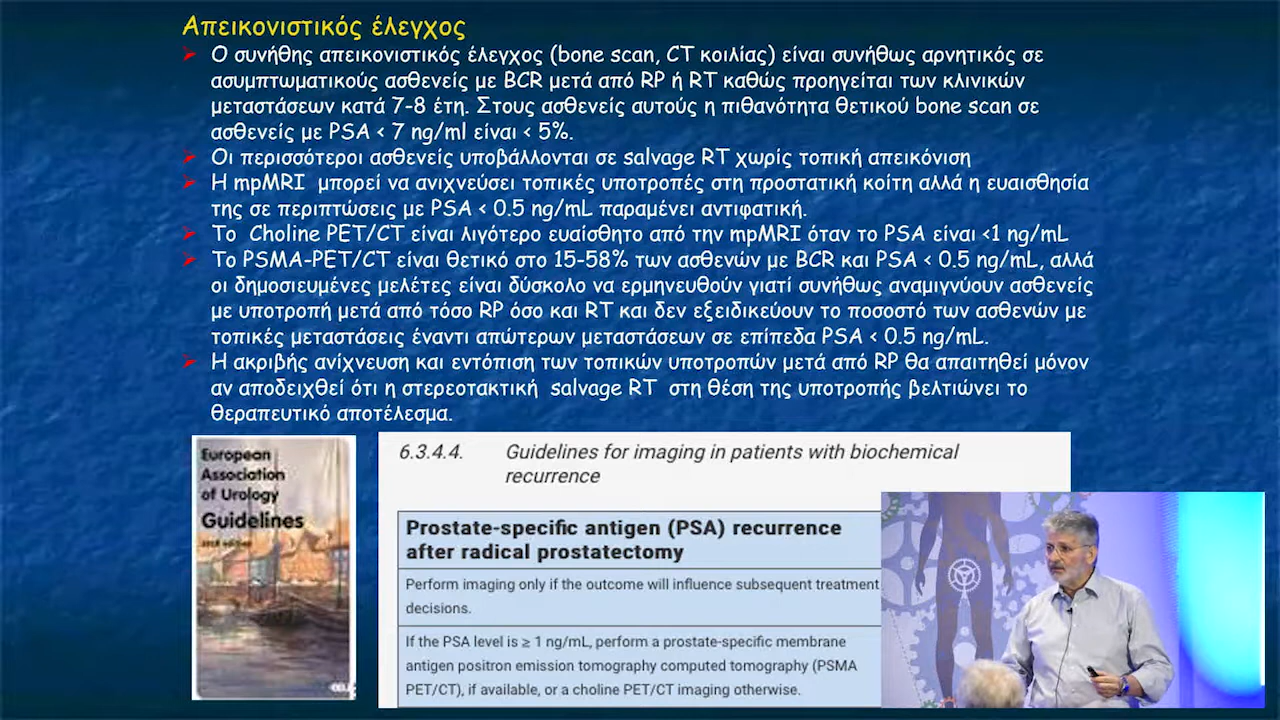 Απεικονιστικός έλεγχος
Ο συνήθης απεικονιστικός έλεγχος (bone scan, CT κοιλίας) είναι συνήθως αρνητικός σε
ασυμπτωματικούς ασθενείς με BCR μετά από RP ή RT καθώς προηγείται των κλινικών
μεταστάσεων κατά 7-8 έτη. Στους ασθενείς αυτούς η πιθανότητα θετικού bone scan σε
ασθενείς με PSA < 7 ng/ml είναι < 5%.
Οι περισσότεροι ασθενείς υποβάλλονται σε salvage RT χωρίς τοπική απεικόνιση
Η mpMRI μπορεί να ανιχνεύσει τοπικές υποτροπές στη προστατική κοίτη αλλά η ευαισθησία
της σε περιπτώσεις με PSA < 0.5 ng/mL παραμένει αντιφατική.
Το Choline PET/CT είναι λιγότερο ευαίσθητο από την mpMRI όταν το PSA είναι <1 ng/mL
Το PSMA-PET/CT είναι θετικό στο 15-58% των ασθενών με BCR και PSA < 0.5 ng/mL, αλλά
οι δημοσιευμένες μελέτες είναι δύσκολο να ερμηνευθούν γιατί συνήθως αναμιγνύουν ασθενείς
με υποτροπή μετά από τόσο RP όσο και RT και δεν εξειδικεύουν το ποσοστό των ασθενών με
τοπικές μεταστάσεις έναντι απώτερων μεταστάσεων σε επίπεδα PSA < 0.5 ng/mL.
Η ακριβής ανίχνευση και εντόπιση των τοπικών υποτροπών μετά από RP θα απαιτηθεί μόνον
αν αποδειχθεί ότι η στερεοτακτική salvage RT στη θέση της υποτροπής βελτιώνει το
θεραπευτικό αποτέλεσμα.
European
Association
of Urology
Guidelines
6.3.4.4. Guidelines for imaging in patients with biochemical
recurrence
Prostate-specific antigen (PSA) recurrence
after radical prostatectomy
Perform imaging only if the outcome will influence subsequent treatment
decisions.
If the PSA level is ≥ 1 ng/mL, perform a prostate-specific membrane
antigen positron emission tomography computed tomography (PSMA
PET/CT), if available, or a choline PET/CT imaging otherwise.